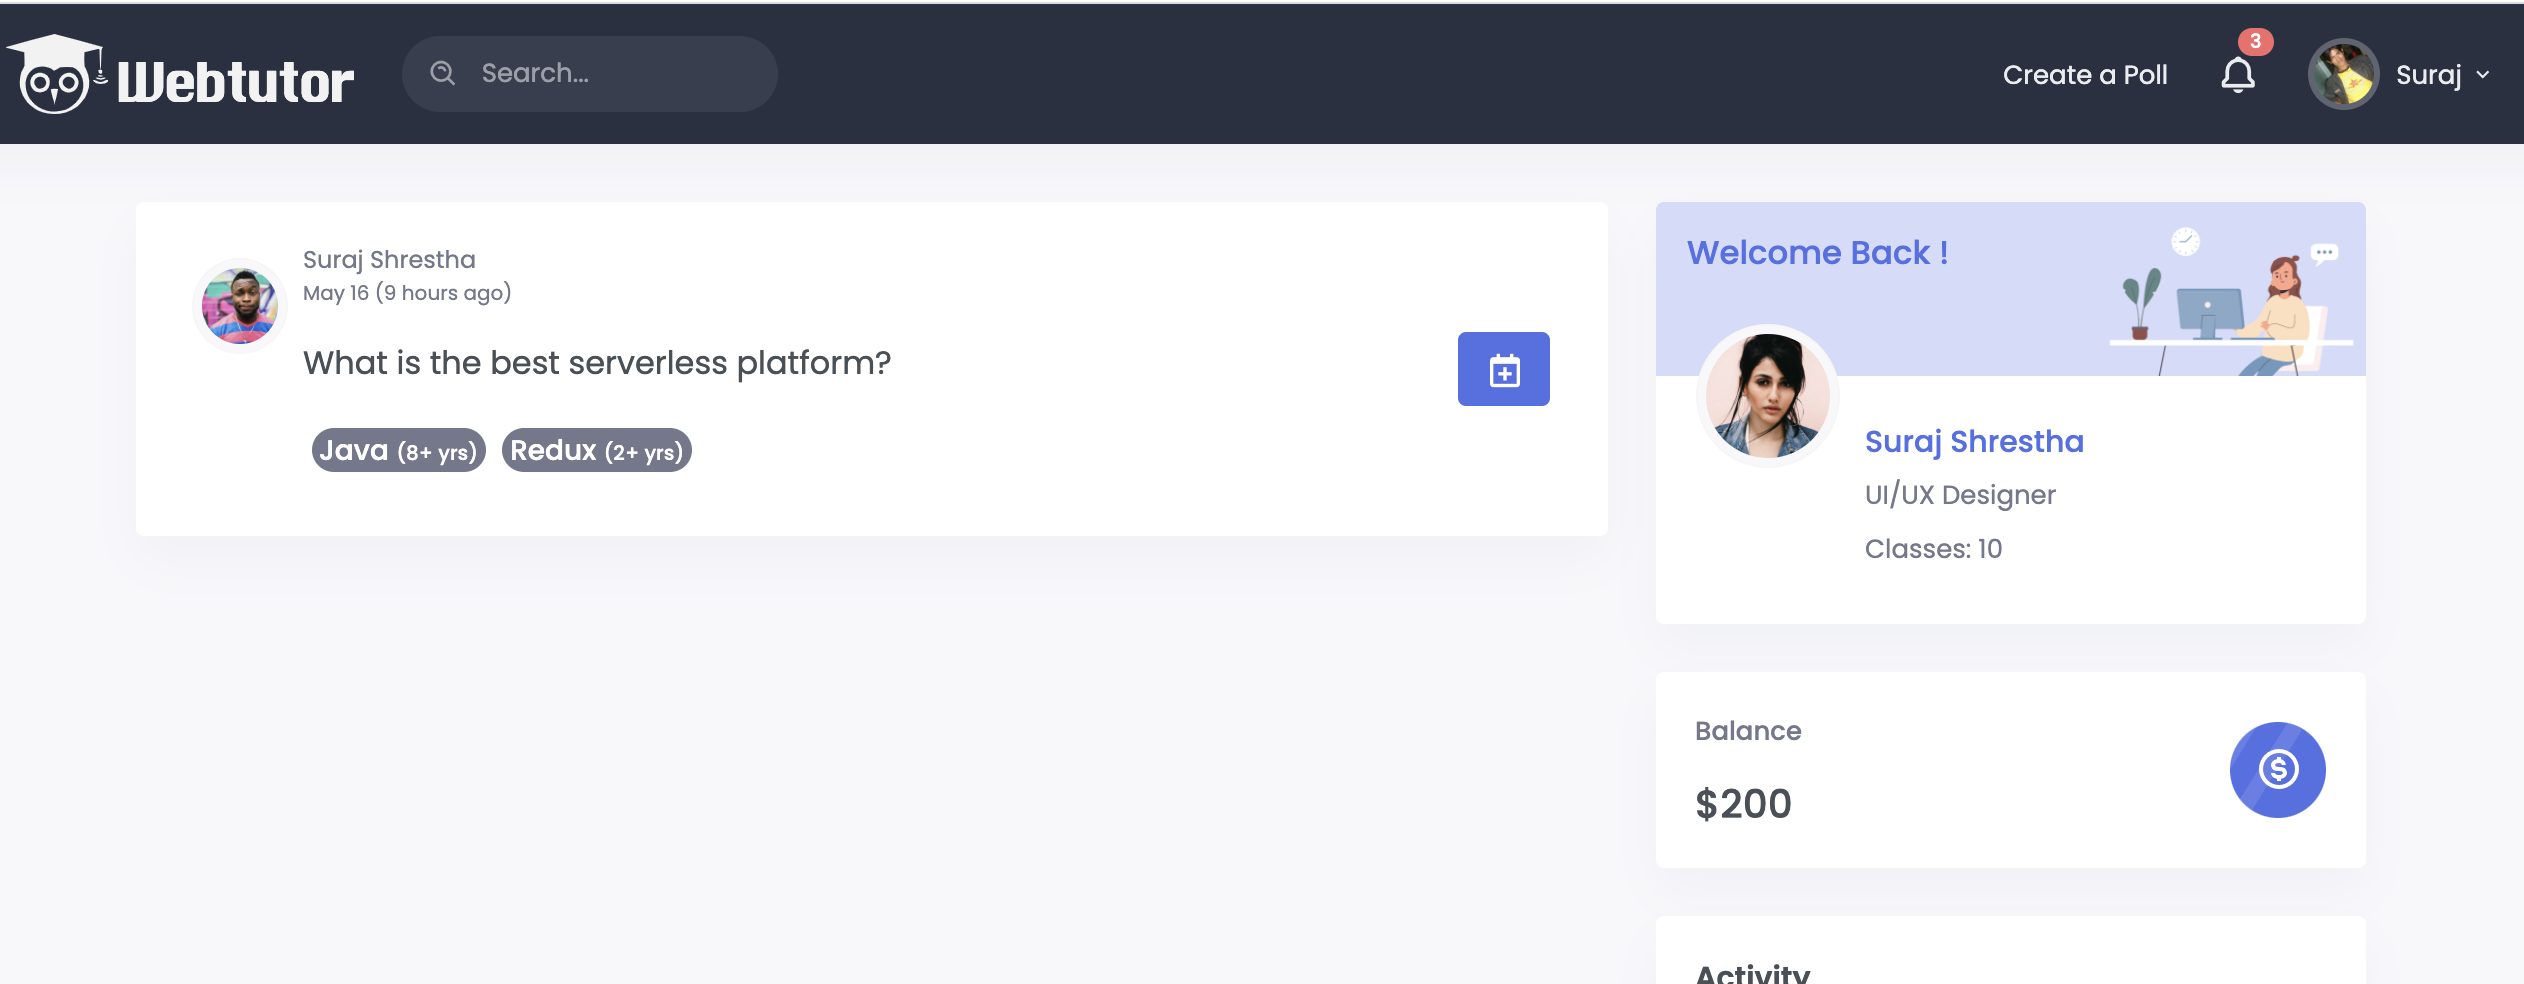 Webtutor
Search...
Create a Poll
3
Suraj
Suraj Shrestha
May 16 (9 hours ago)
What is the best serverless platform?
Java (8+ yrs) Redux (2+ yrs)
Welcome Back !
Suraj Shrestha
UI/UX Designer
Classes: 10
Balance
$200
Activity